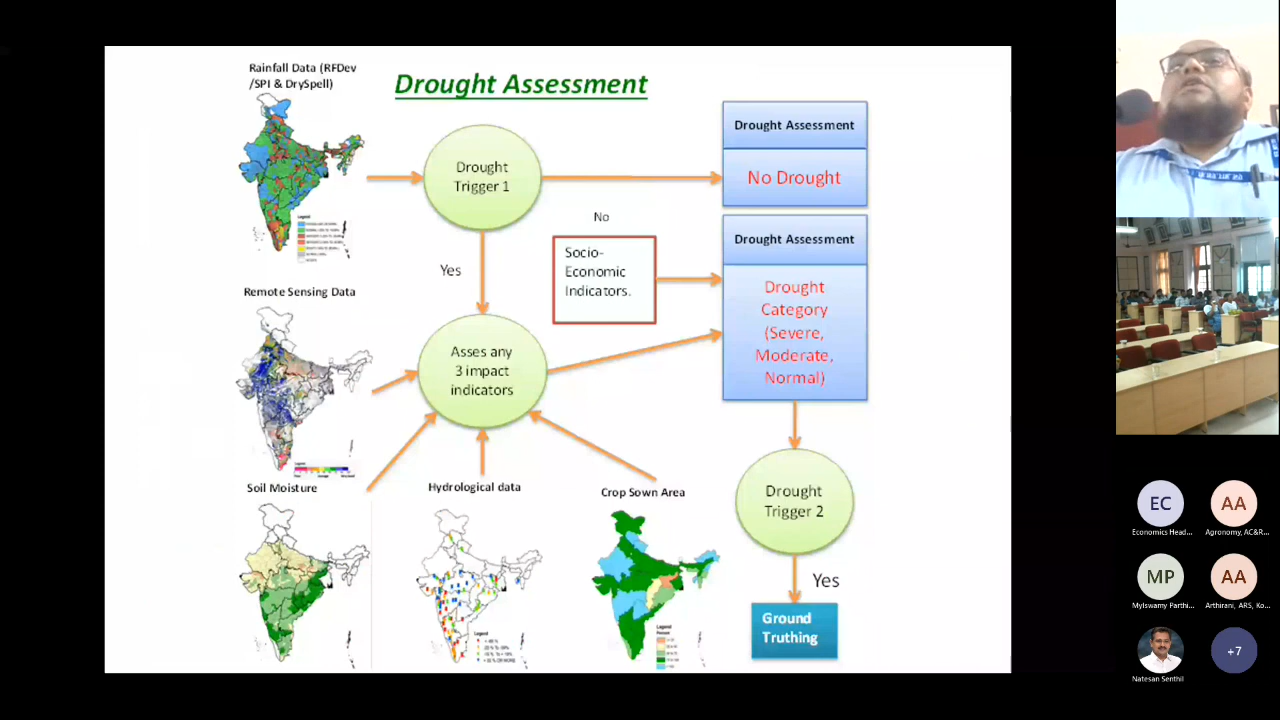 Rainfall Data (RFDev
/SPI & DrySpell)
Drought Assessment
Drought
Trigger 1
Drought Assessment
No Drought
No
Yes
Socio-
Economic
Indicators.
Drought Assessment
Drought
Category
(Severe,
Moderate,
Normal)
Remote Sensing Data
Asses any
3 impact
indicators
Soil Moisture
Hydrological data
Crop Sown Area
Drought
Trigger 2
Yes
Ground
Truthing
Legend
Legend
Legend
EC
Economics Head...
AA
Agronomy, AC&R...
MP
Mylswamy Parthi...
AA
Arthirani, ARS, Ko...
Natesan Senthil
+7